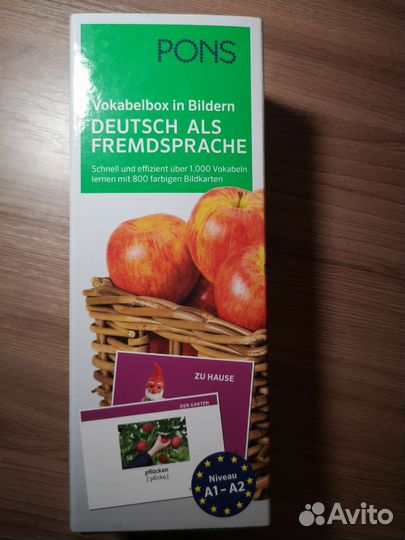 PONS
Vokabelbox in Bildern
DEUTSCH ALS
FREMDSPRACHE
Schnell und effizient über 1.000 Vokabeln
lernen mit 800 farbigen Bildkarten
ZU HAUSE
DER GARTEN
pflücken
['pflʏkn̩]
Niveau
A1–A2
Avito